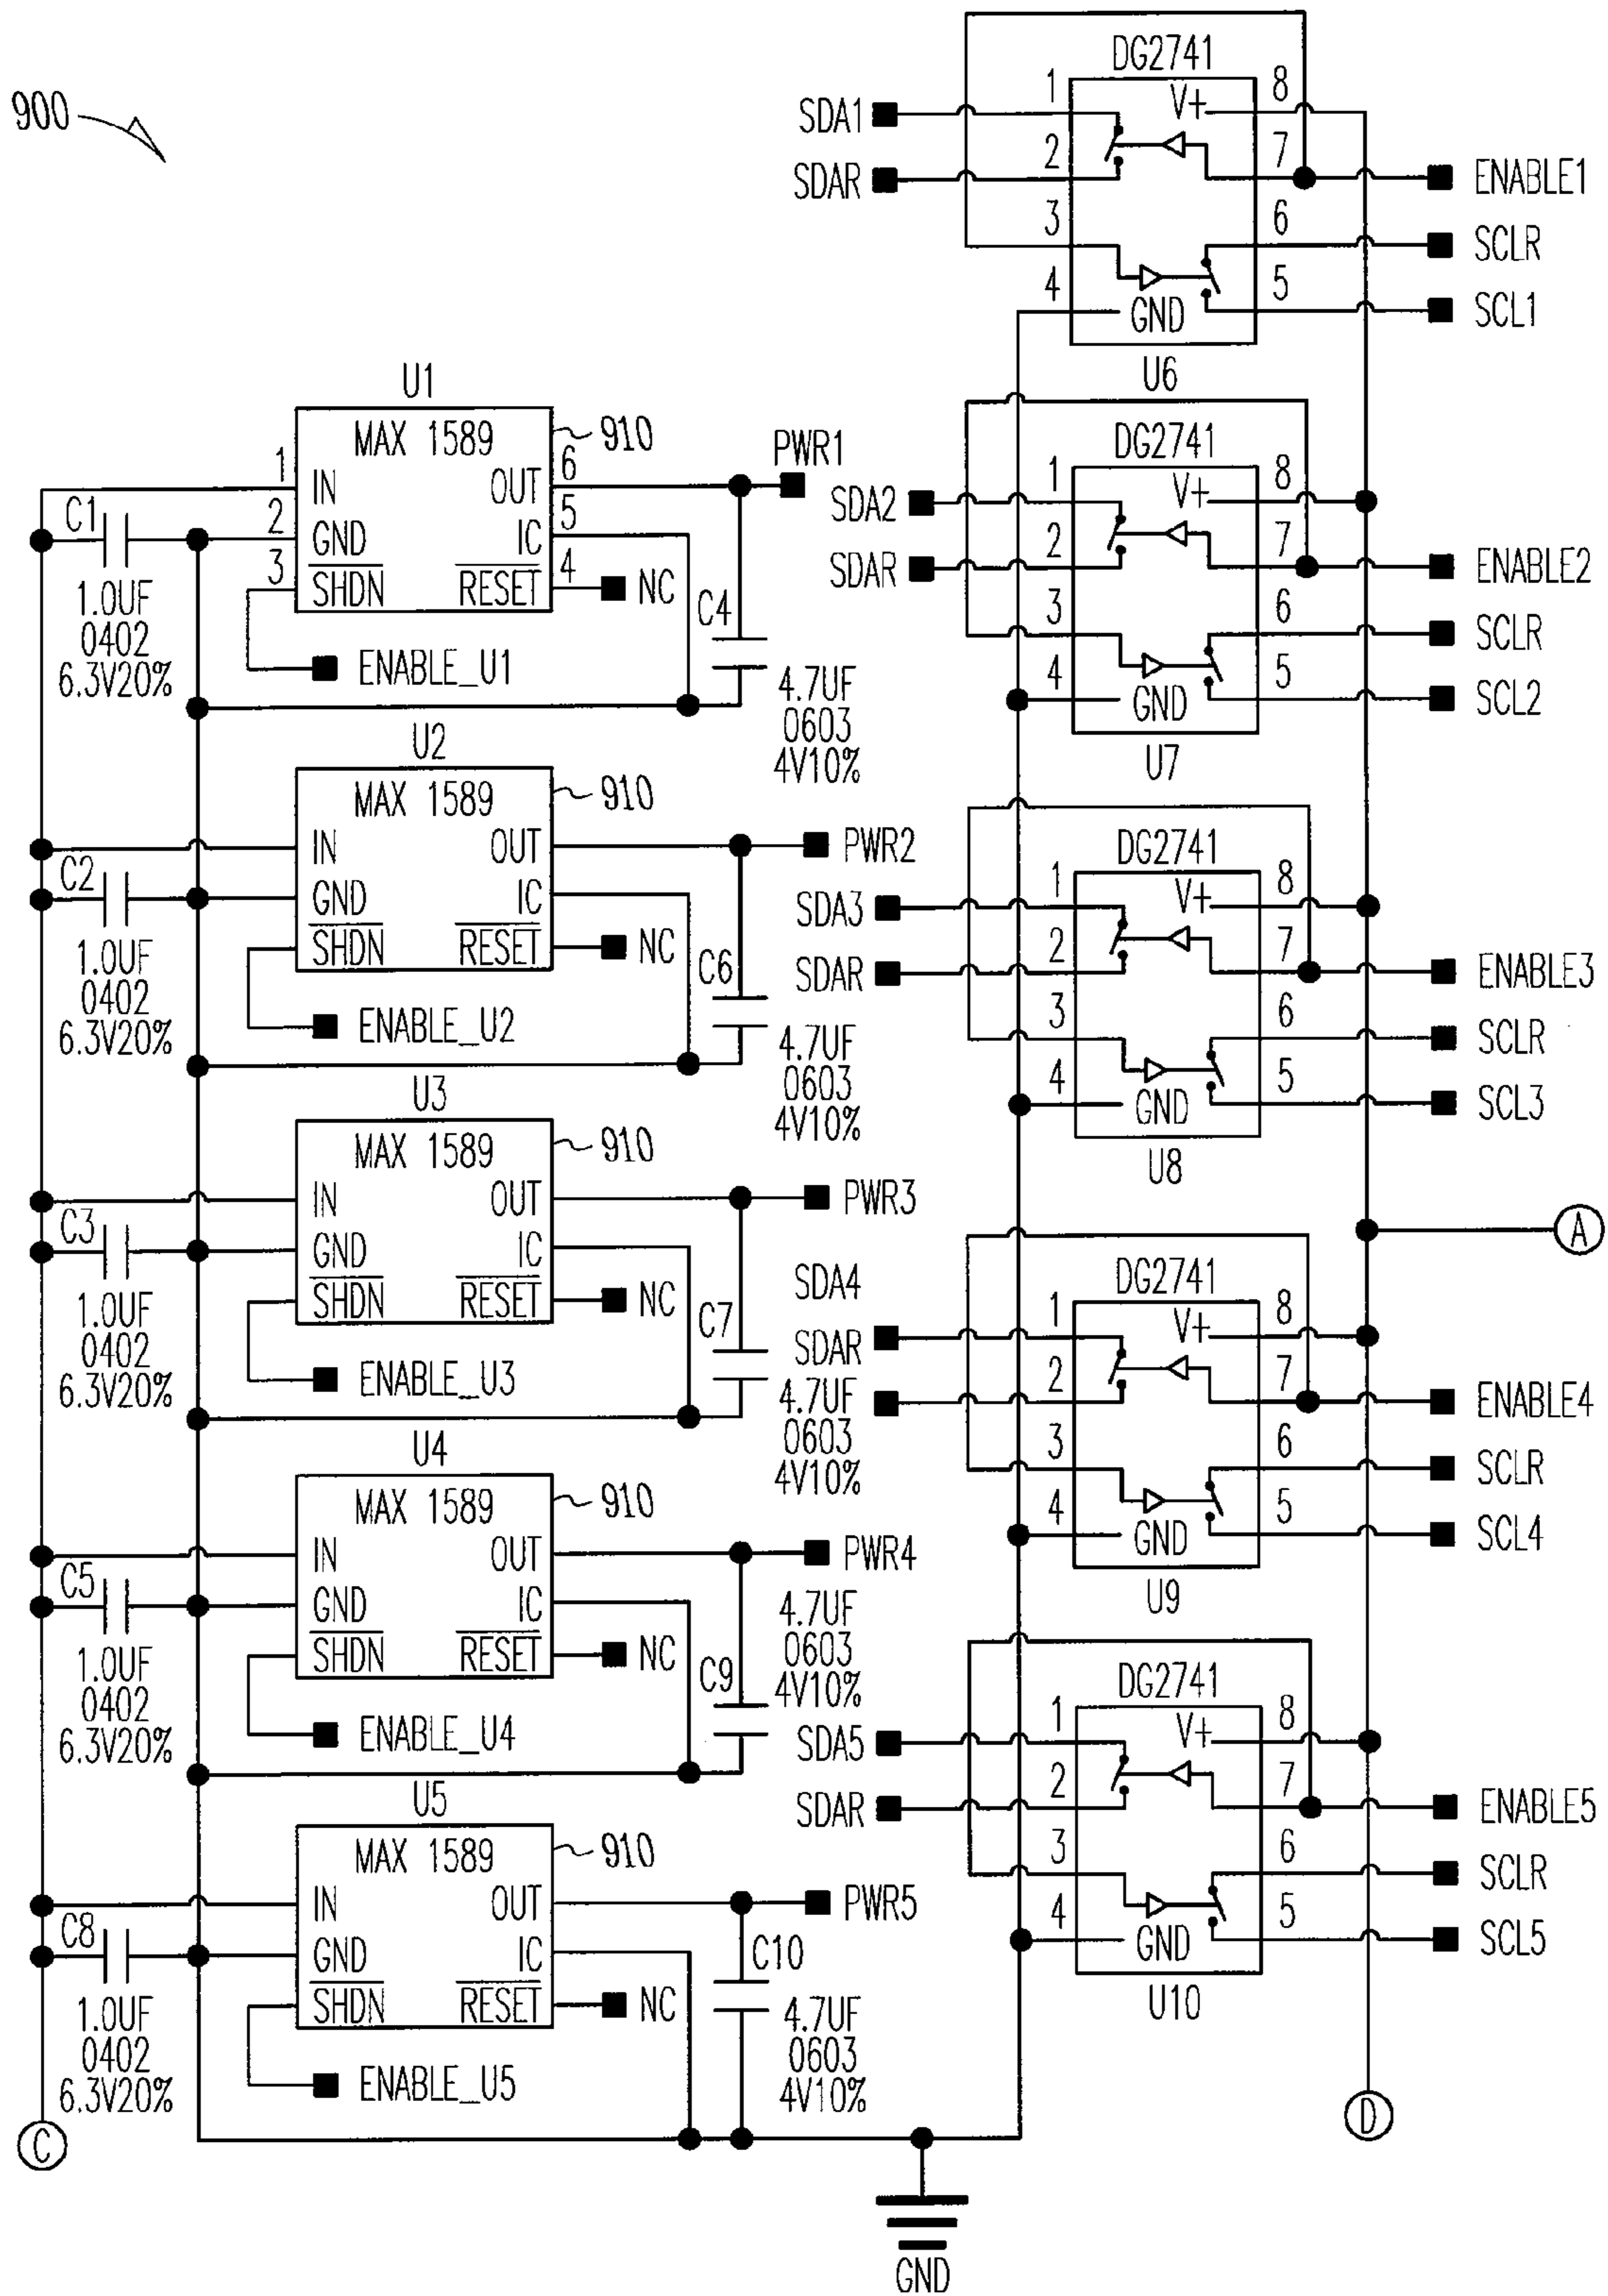 900
U1
MAX 1589
910
1 IN OUT 6
2 GND IC 5
3 SHDN RESET 4
NC
PWR1
C1
1.0UF
0402
6.3V20%
ENABLE_U1
C4
4.7UF
0603
4V10%
U2
MAX 1589
910
IN OUT
GND IC
SHDN RESET
NC
PWR2
C2
1.0UF
0402
6.3V20%
ENABLE_U2
C6
4.7UF
0603
4V10%
U3
MAX 1589
910
IN OUT
GND IC
SHDN RESET
NC
PWR3
C3
1.0UF
0402
6.3V20%
ENABLE_U3
C7
4.7UF
0603
4V10%
U4
MAX 1589
910
IN OUT
GND IC
SHDN RESET
NC
PWR4
C5
1.0UF
0402
6.3V20%
ENABLE_U4
C9
4.7UF
0603
4V10%
U5
MAX 1589
910
IN OUT
GND IC
SHDN RESET
NC
PWR5
C8
1.0UF
0402
6.3V20%
ENABLE_U5
C10
4.7UF
0603
4V10%
C
GND
DG2741
SDA1 1 V+ 8
SDAR 2 7 ENABLE1
3 6 SCLR
4 GND 5 SCL1
U6
DG2741
SDA2 1 V+ 8
SDAR 2 7 ENABLE2
3 6 SCLR
4 GND 5 SCL2
U7
DG2741
SDA3 1 V+ 8
SDAR 2 7 ENABLE3
3 6 SCLR
4 GND 5 SCL3
U8
A
DG2741
SDA4 1 V+ 8
SDAR 2 7 ENABLE4
3 6 SCLR
4 GND 5 SCL4
U9
DG2741
SDA5 1 V+ 8
SDAR 2 7 ENABLE5
3 6 SCLR
4 GND 5 SCL5
U10
D